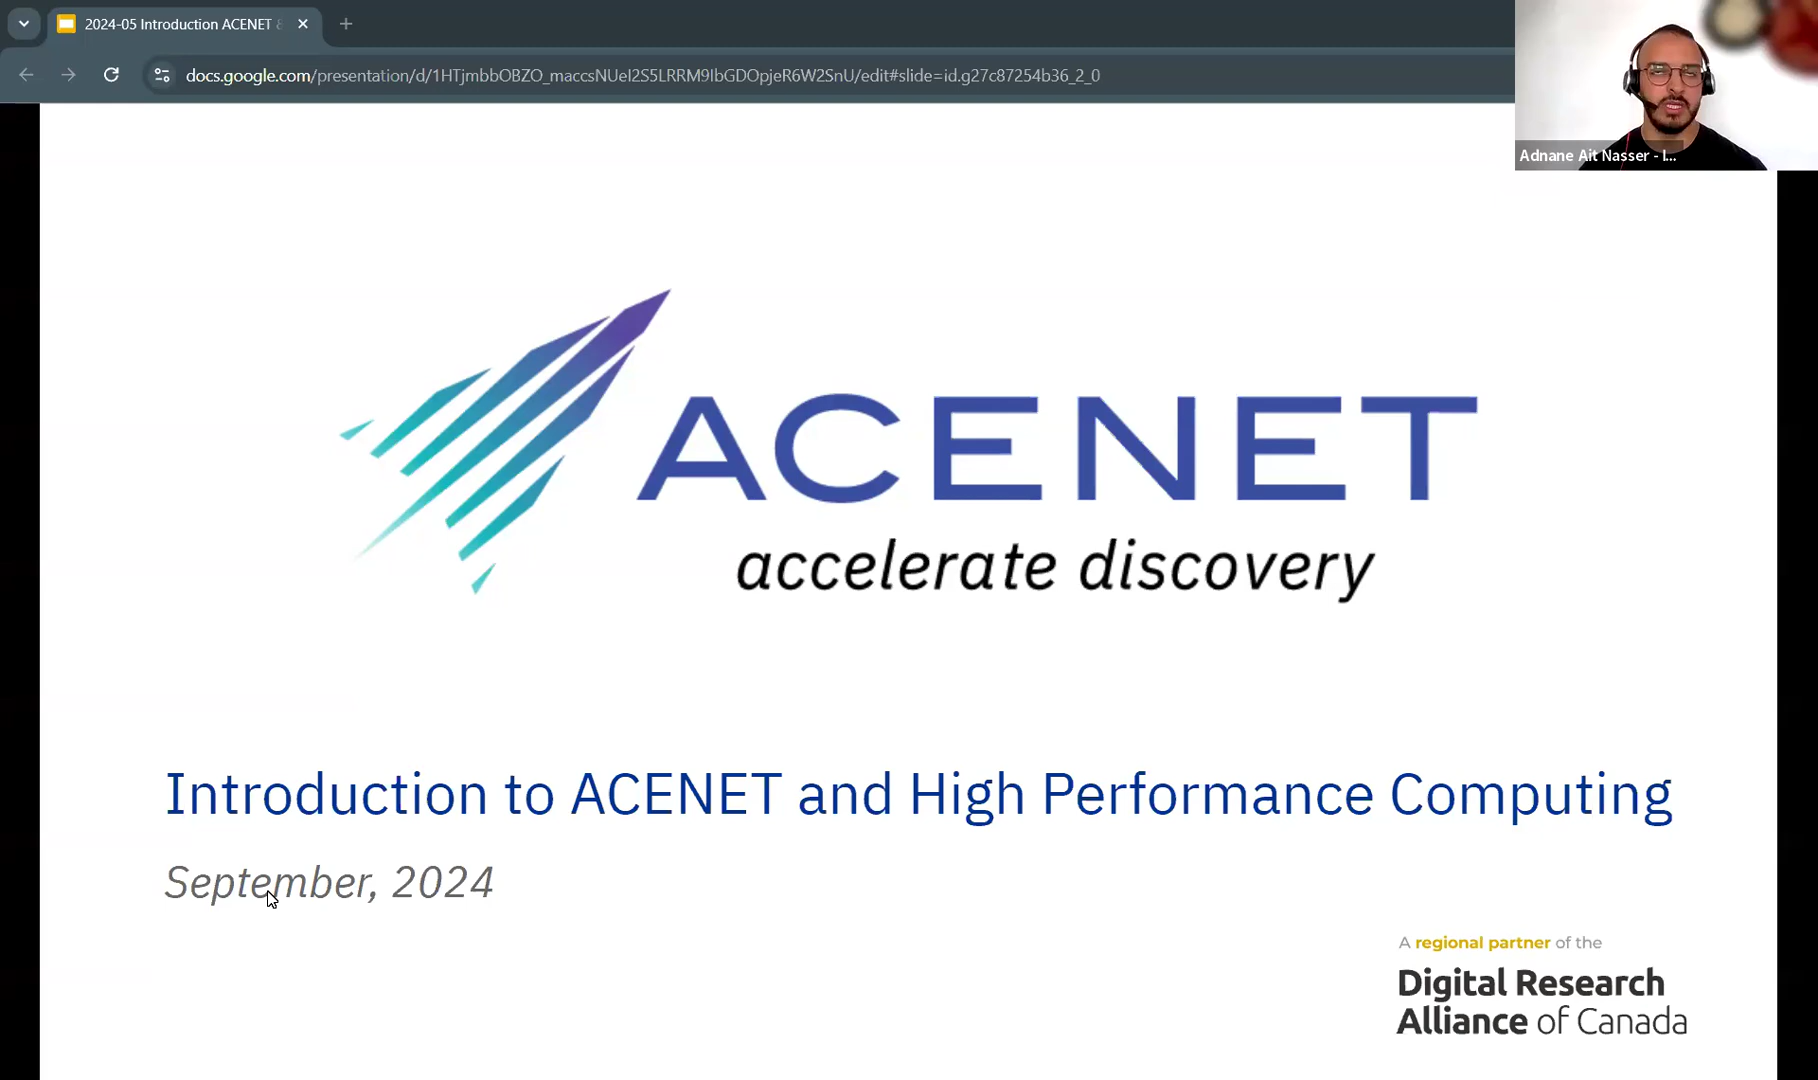 2024-05 Introduction ACENET &
docs.google.com/presentation/d/1HTjmbbOBZO_maccsNUeI2S5LRRM9IbGDOpjeR6W2SnU/edit#slide=id.g27c87254b36_2_0
Adnane Ait Nasser - I...
ACENET
accelerate discovery
Introduction to ACENET and High Performance Computing
September, 2024
A regional partner of the
Digital Research
Alliance of Canada